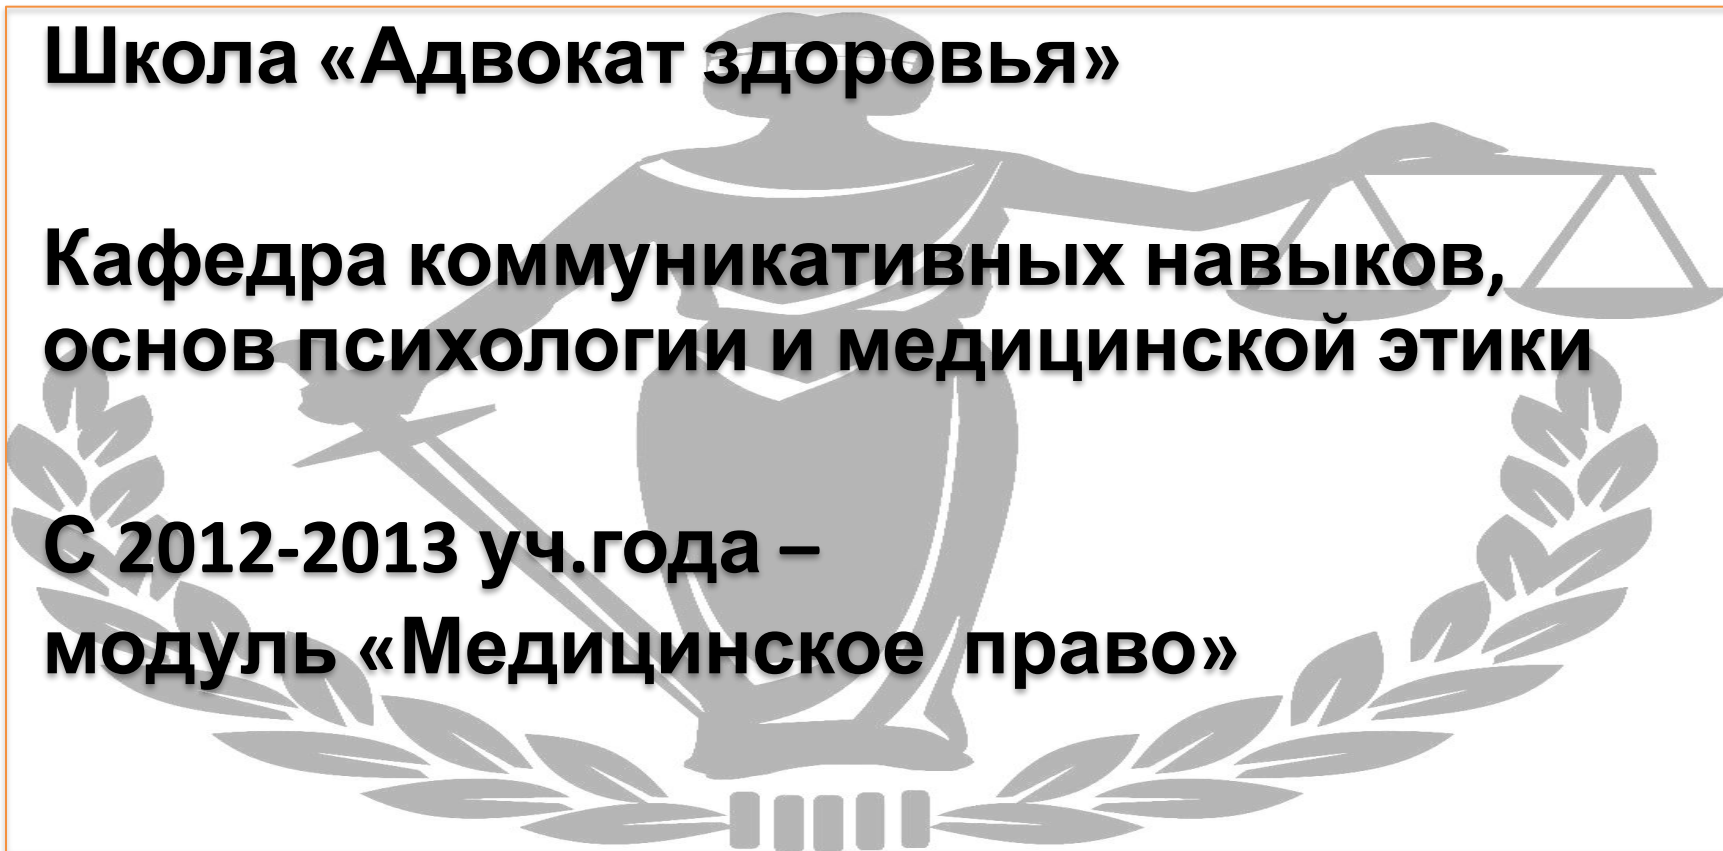 Школа «Адвокат здоровья»
Кафедра коммуникативных навыков,
основ психологии и медицинской этики
С 2012-2013 уч.года –
модуль «Медицинское  право»